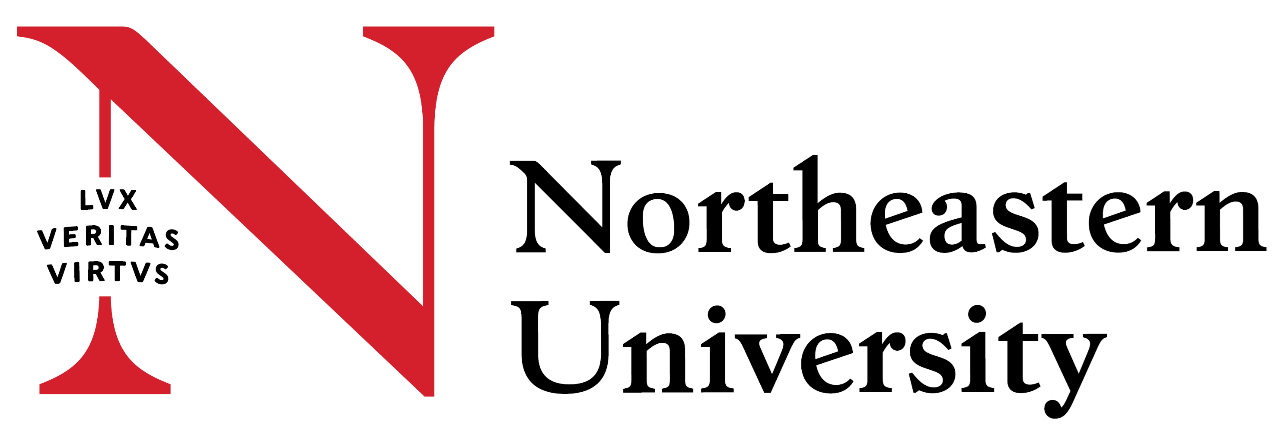 N
LVX
VERITAS
VIRTVS
Northeastern
University